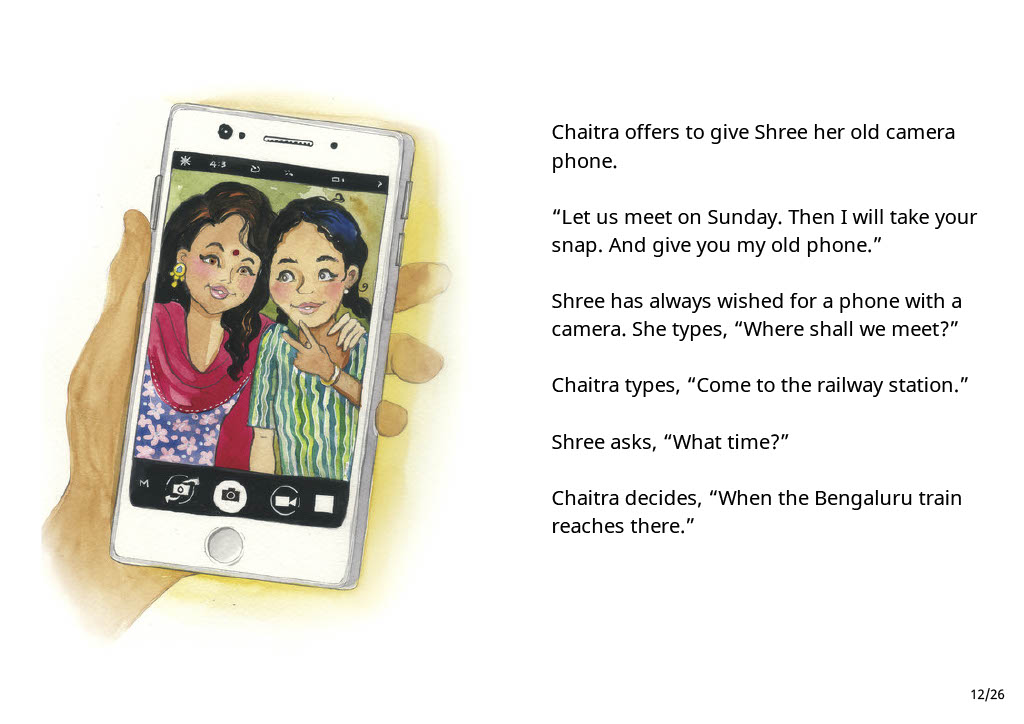 4:3
M
Chaitra offers to give Shree her old camera
phone.
“Let us meet on Sunday. Then I will take your
snap. And give you my old phone.”
Shree has always wished for a phone with a
camera. She types, “Where shall we meet?”
Chaitra types, “Come to the railway station.”
Shree asks, “What time?”
Chaitra decides, “When the Bengaluru train
reaches there.”
12/26